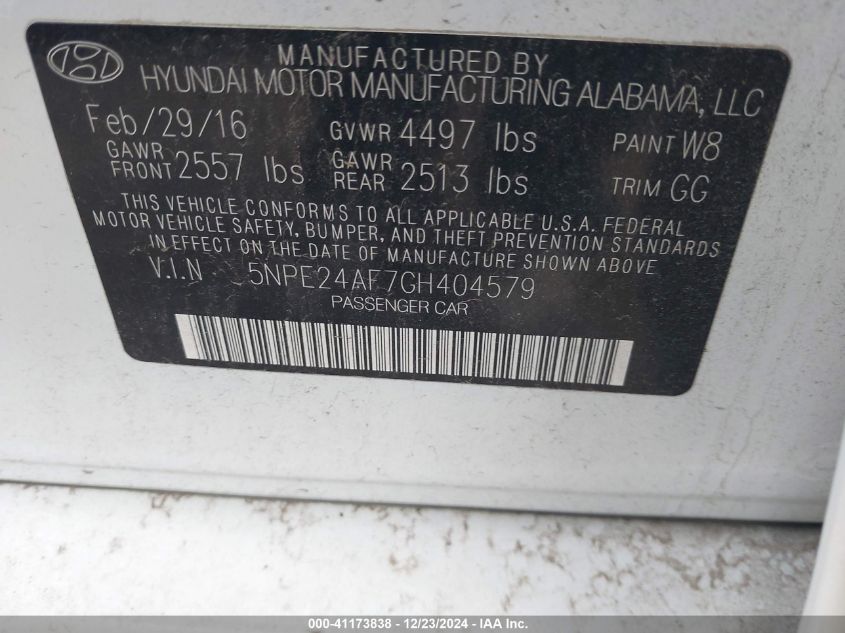 MANUFACTURED BY
HYUNDAI MOTOR MANUFACTURING ALABAMA, LLC
Feb/29/16 GVWR 4497 lbs PAINT W8
GAWR FRONT 2557 lbs GAWR REAR 2513 lbs TRIM GG
THIS VEHICLE CONFORMS TO ALL APPLICABLE U.S.A. FEDERAL
MOTOR VEHICLE SAFETY, BUMPER, AND THEFT PREVENTION STANDARDS
IN EFFECT ON THE DATE OF MANUFACTURE SHOWN ABOVE
V.I.N 5NPE24AF7GH404579
PASSENGER CAR
000-41173838 - 12/23/2024 - IAA Inc.